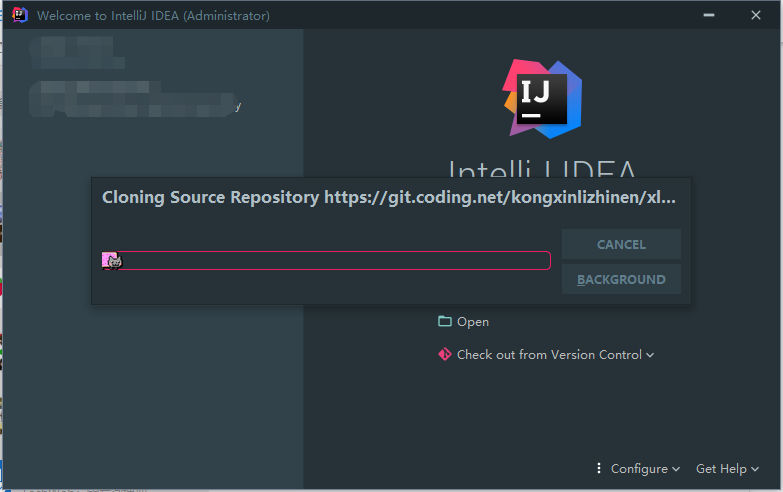 Welcome to IntelliJ IDEA (Administrator)
y
IJ
IntelliJ IDEA
Cloning Source Repository https://git.coding.net/kongxinlizhinen/xl...
CANCEL
BACKGROUND
Open
Check out from Version Control
Configure
Get Help